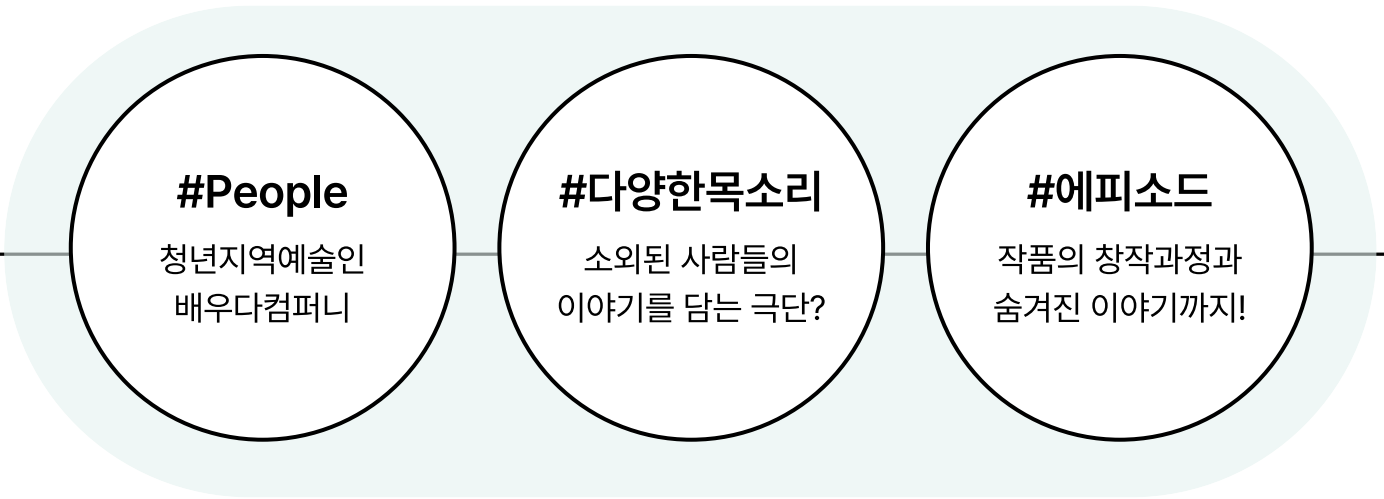 #People
청년지역예술인
배우다컴퍼니
#다양한목소리
소외된 사람들의
이야기를 담는 극단?
#에피소드
작품의 창작과정과
숨겨진 이야기까지!